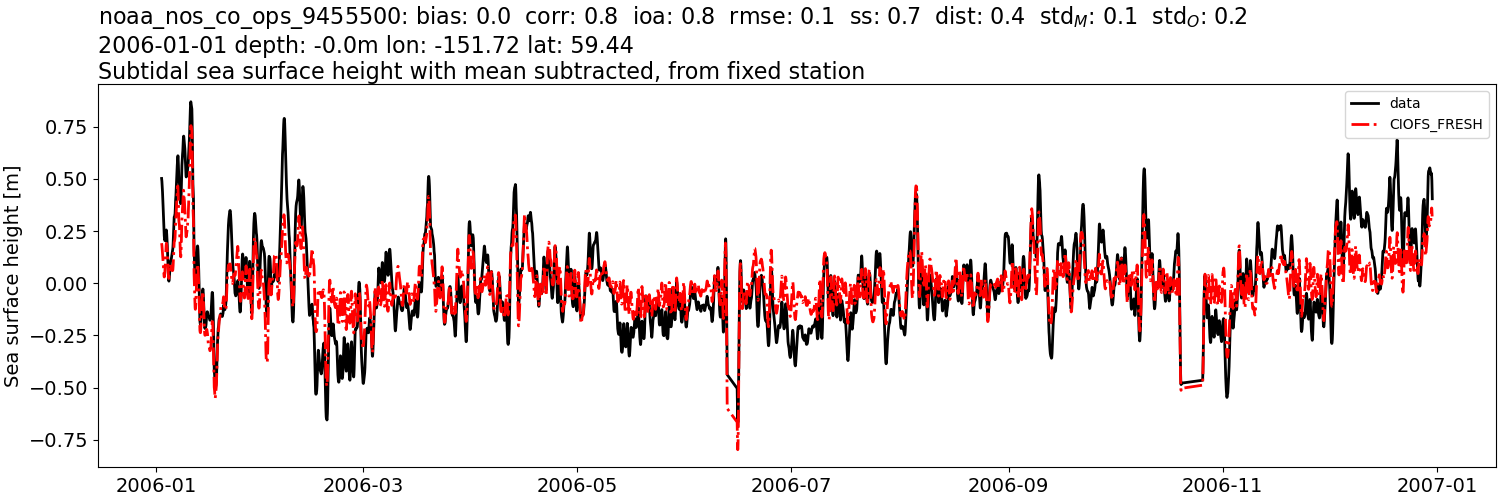 noaa_nos_co_ops_9455500: bias: 0.0 corr: 0.8 ioa: 0.8 rmse: 0.1 ss: 0.7 dist: 0.4 std_M: 0.1 std_O: 0.2
2006-01-01 depth: -0.0m lon: -151.72 lat: 59.44
Subtidal sea surface height with mean subtracted, from fixed station
data
CIOFS_FRESH
Sea surface height [m]
0.75
0.50
0.25
0.00
−0.25
−0.50
−0.75
2006-01 2006-03 2006-05 2006-07 2006-09 2006-11 2007-01